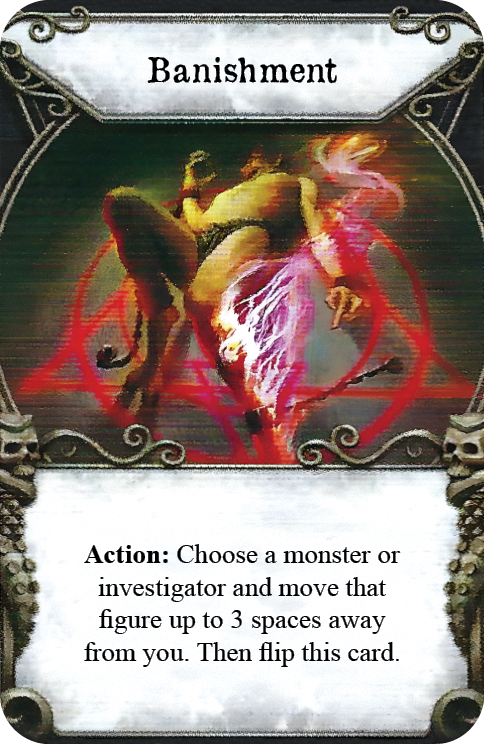 Banishment
Action: Choose a monster or
investigator and move that
figure up to 3 spaces away
from you. Then flip this card.